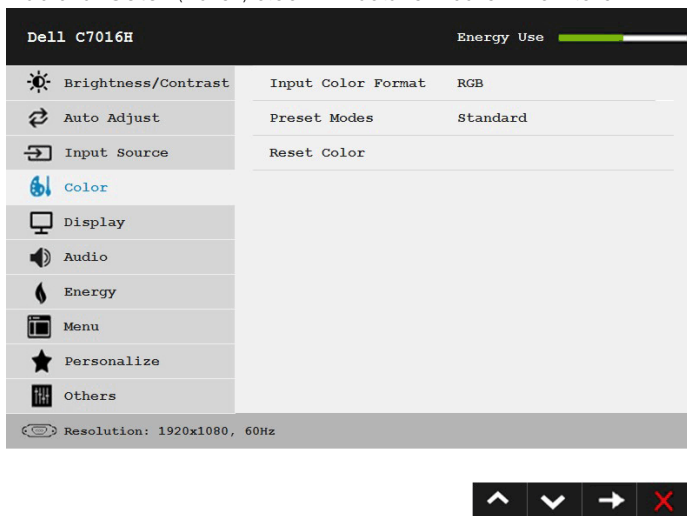 Dell C7016H Energy Use
Brightness/Contrast Input Color Format RGB
Auto Adjust Preset Modes Standard
Input Source Reset Color
Color
Display
Audio
Energy
Menu
Personalize
Others
Resolution: 1920x1080, 60Hz